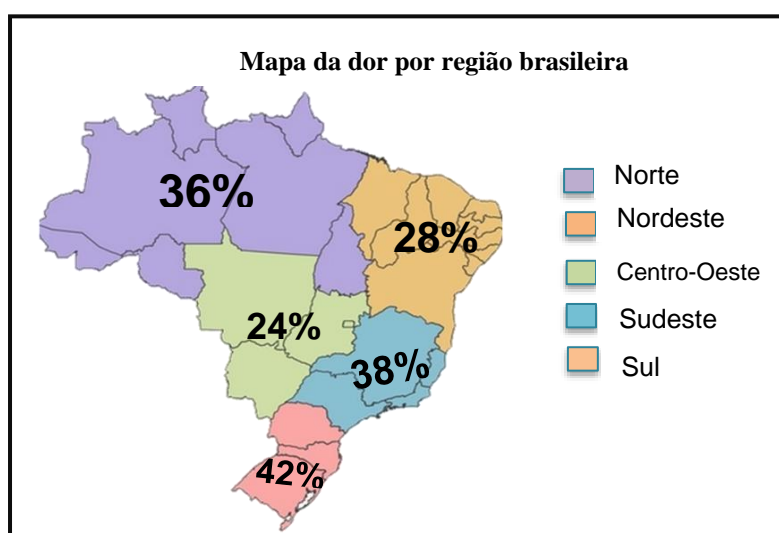 Mapa da dor por região brasileira
36%
28%
24%
38%
42%
Norte
Nordeste
Centro-Oeste
Sudeste
Sul